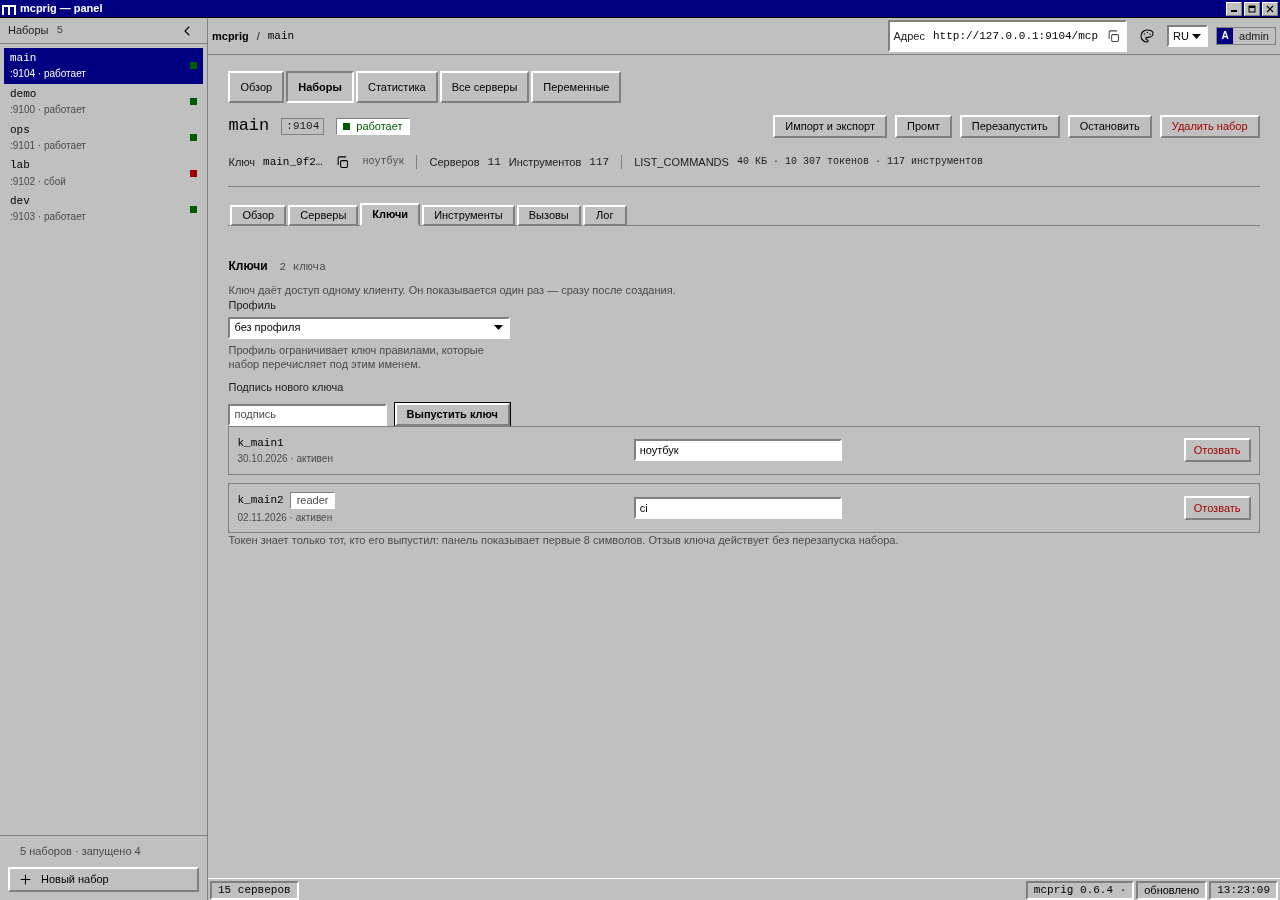 mcprig — panel
Наборы 5
mcprig / main
Адрес http://127.0.0.1:9104/mcp
RU
A admin
main
:9104 · работает
demo
:9100 · работает
ops
:9101 · работает
lab
:9102 · сбой
dev
:9103 · работает
5 наборов · запущено 4
Новый набор
Обзор Наборы Статистика Все серверы Переменные
main :9104 работает
Импорт и экспорт Промт Перезапустить Остановить Удалить набор
Ключ main_9f2… ноутбук Серверов 11 Инструментов 117 LIST_COMMANDS 40 КБ · 10 307 токенов · 117 инструментов
Обзор Серверы Ключи Инструменты Вызовы Лог
Ключи 2 ключа
Ключ даёт доступ одному клиенту. Он показывается один раз — сразу после создания.
Профиль
без профиля
Профиль ограничивает ключ правилами, которые
набор перечисляет под этим именем.
Подпись нового ключа
подпись Выпустить ключ
k_main1
30.10.2026 · активен
ноутбук
Отозвать
k_main2 reader
02.11.2026 · активен
ci
Отозвать
Токен знает только тот, кто его выпустил: панель показывает первые 8 символов. Отзыв ключа действует без перезапуска набора.
15 серверов
mcprig 0.6.4 ·
обновлено
13:23:09